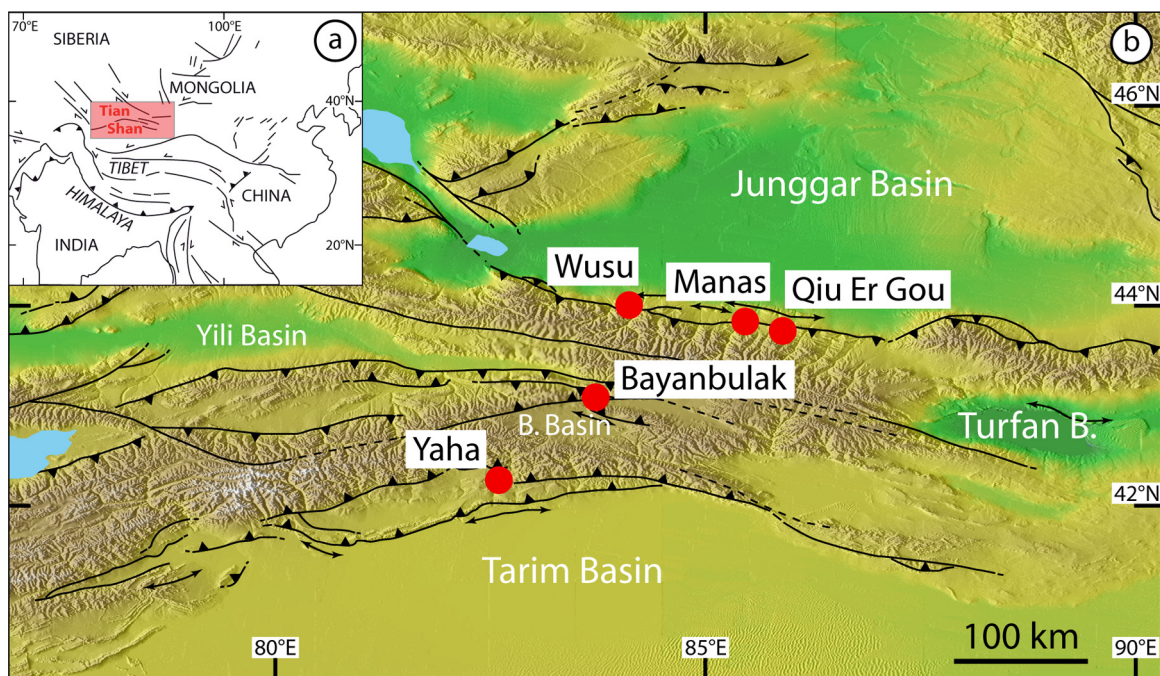 70°E
100°E
a
SIBERIA
MONGOLIA
40°N
Tian
Shan
TIBET
CHINA
HIMALAYA
INDIA
20°N
b
46°N
Junggar Basin
Wusu
Manas
Qiu Er Gou
44°N
Yili Basin
Bayanbulak
B. Basin
Turfan B.
Yaha
42°N
Tarim Basin
100 km
80°E
85°E
90°E